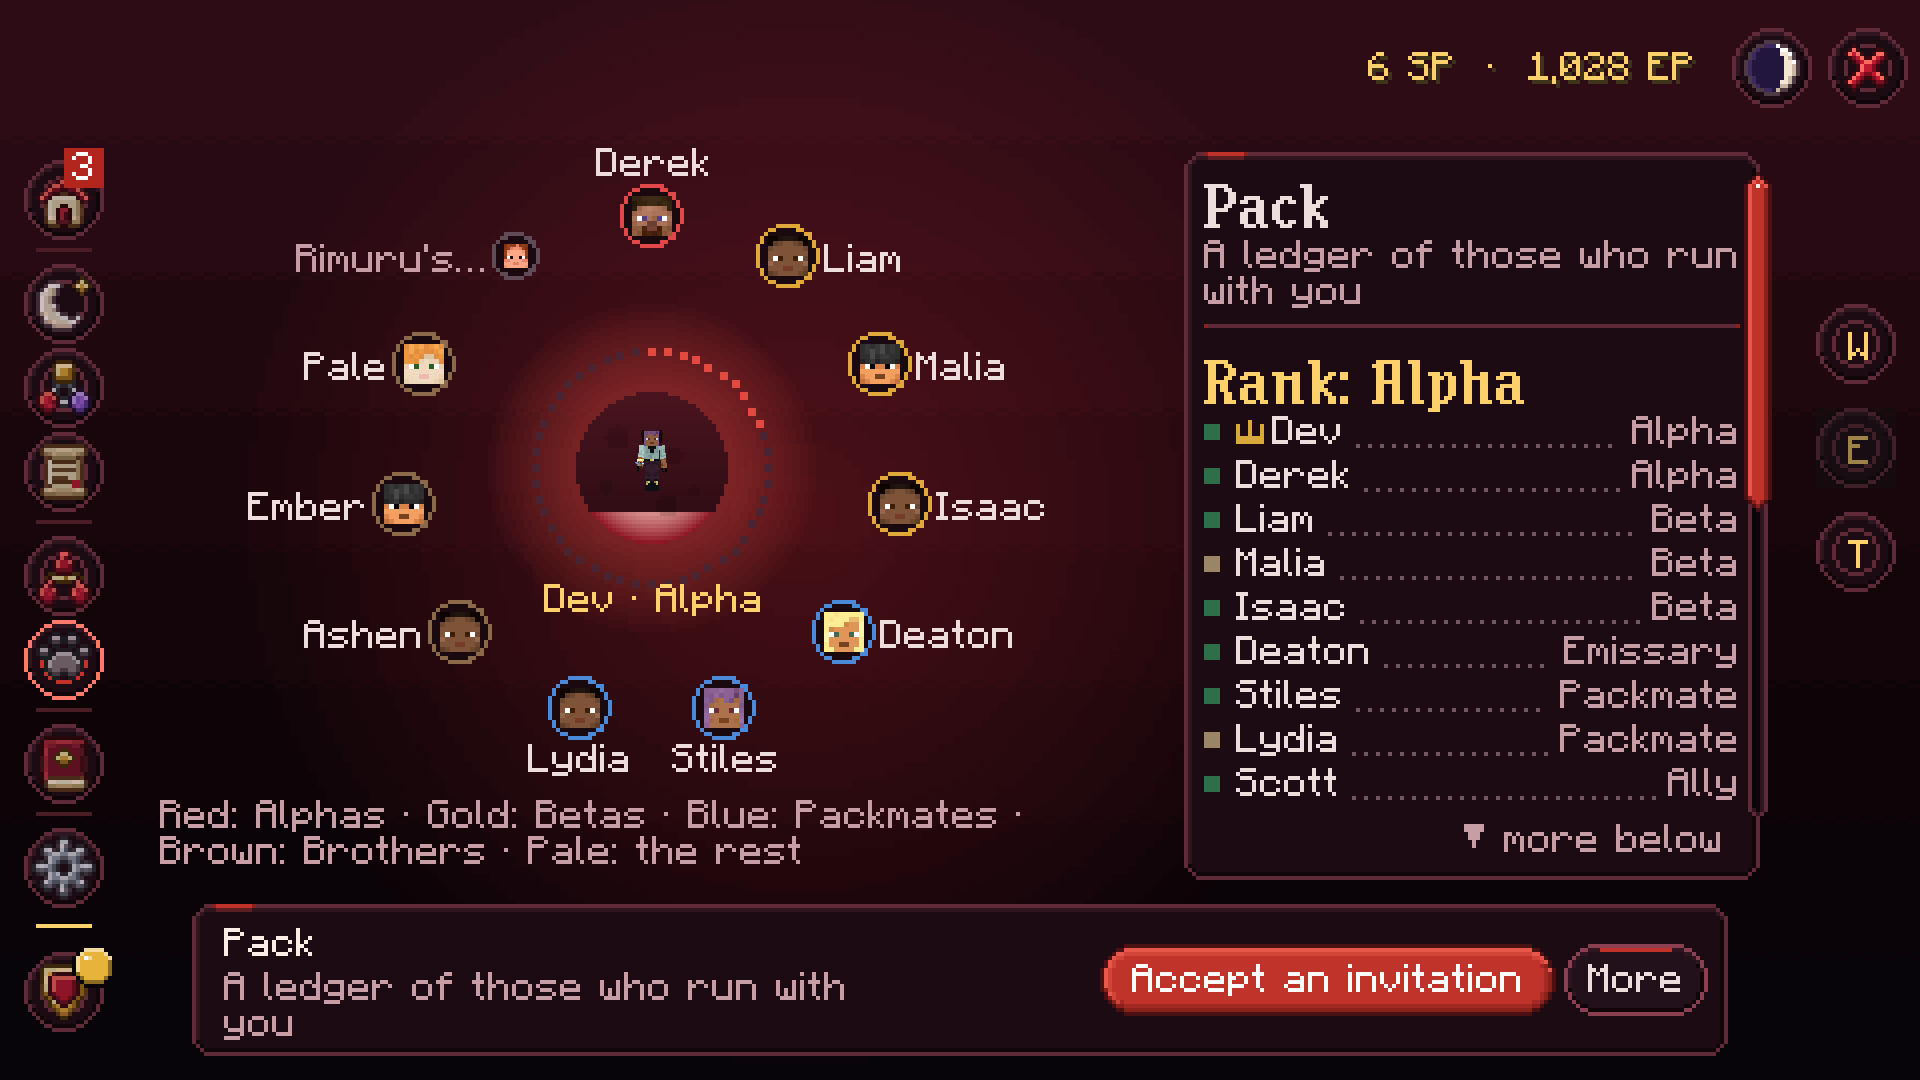 6 SP · 1,028 EP
3
Derek
Rimuru's...
Liam
Pale
Malia
Ember
Isaac
Dev · Alpha
Ashen
Deaton
Lydia
Stiles
Red: Alphas · Gold: Betas · Blue: Packmates ·
Brown: Brothers · Pale: the rest
Pack
A ledger of those who run
with you
Rank: Alpha
Dev .................... Alpha
Derek .................... Alpha
Liam .................... Beta
Malia .................... Beta
Isaac .................... Beta
Deaton .................... Emissary
Stiles .................... Packmate
Lydia .................... Packmate
Scott .................... Ally
▼ more below
W
E
T
Pack
A ledger of those who run with
you
Accept an invitation
More